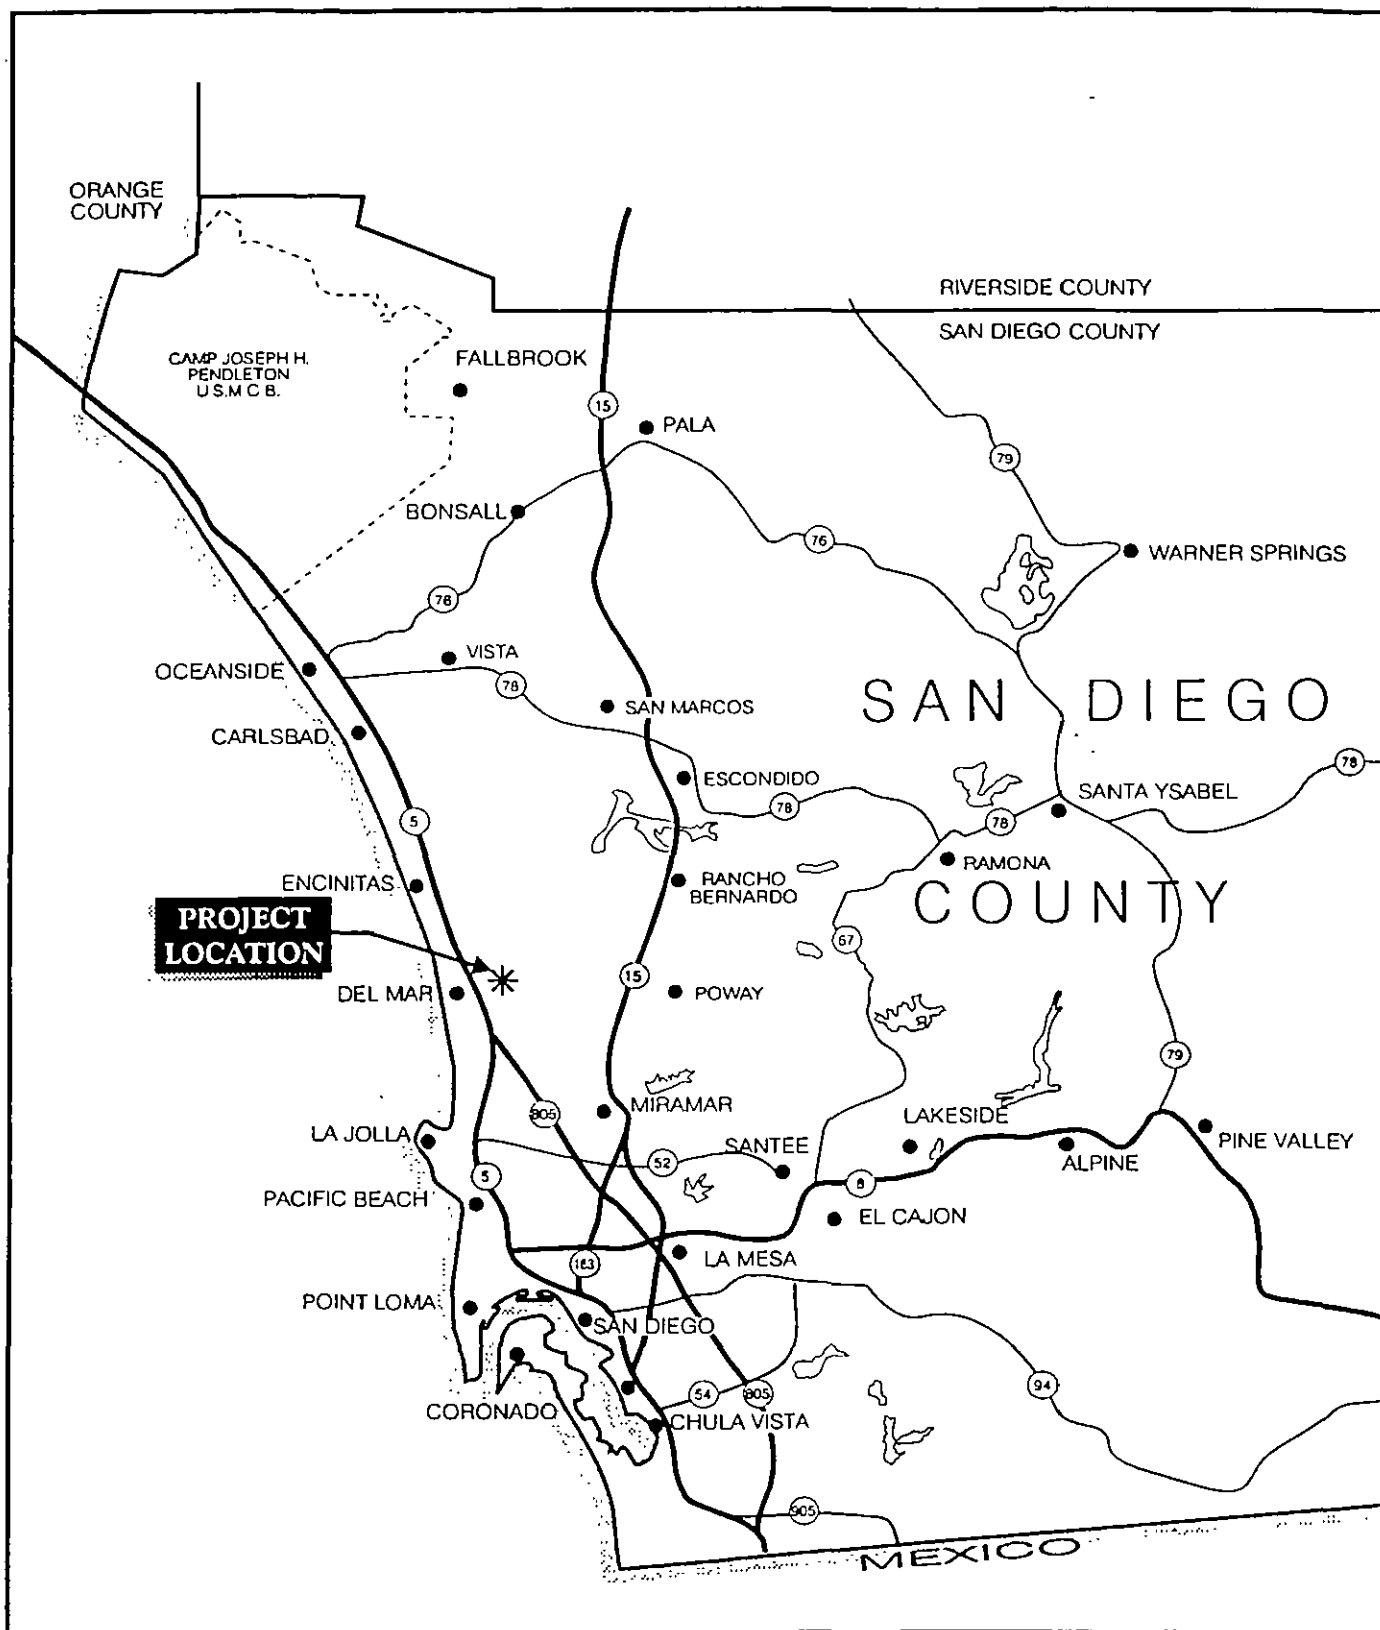 ORANGE
COUNTY
RIVERSIDE COUNTY
SAN DIEGO COUNTY
CAMP JOSEPH H.
PENDLETON
U.S.M C B.
FALLBROOK
15
PALA
79
BONSALL
76
WARNER SPRINGS
76
VISTA
OCEANSIDE
78
SAN DIEGO
SAN MARCOS
CARLSBAD
78
ESCONDIDO
SANTA YSABEL
78
78
5
RAMONA
ENCINITAS
RANCHO
BERNARDO
COUNTY
PROJECT
LOCATION
67
15
DEL MAR
POWAY
79
805
MIRAMAR
LAKESIDE
LA JOLLA
SANTEE
PINE VALLEY
52
ALPINE
5
8
PACIFIC BEACH
EL CAJON
LA MESA
163
POINT LOMA
SAN DIEGO
54
805
94
CORONADO
CHULA VISTA
905
MEXICO